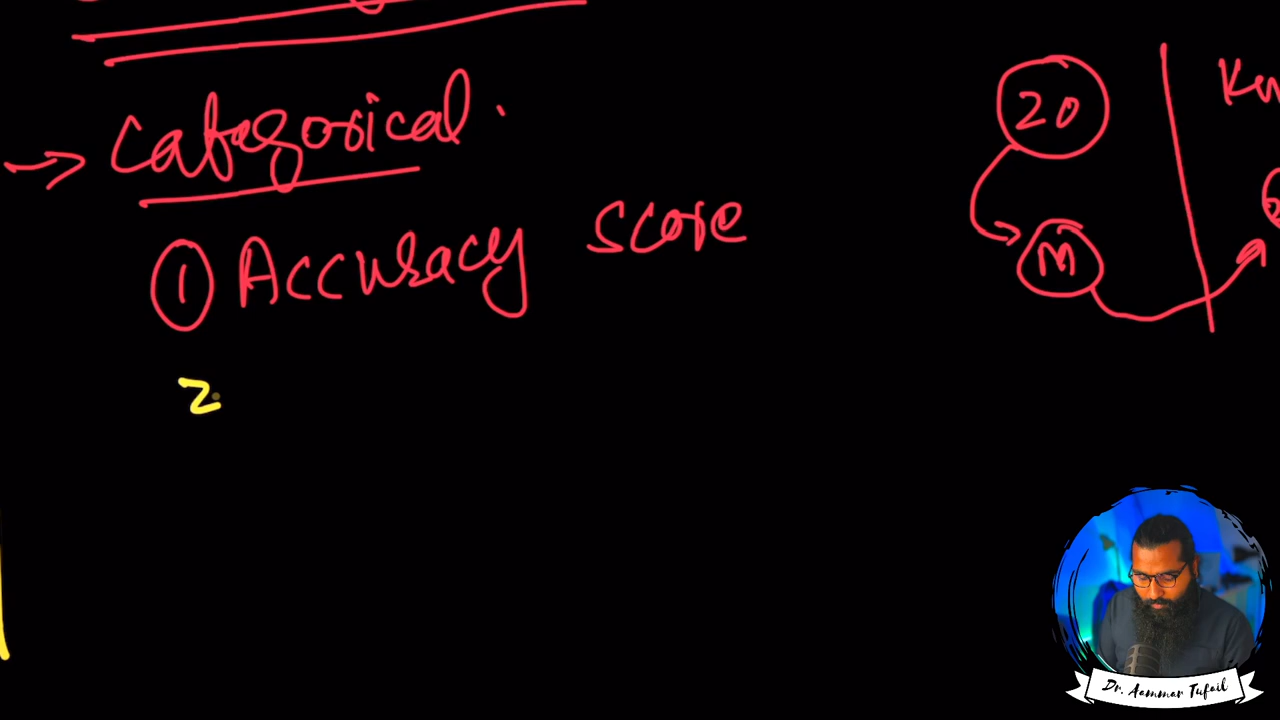 → Categorical.
① Accuracy score
2
20
M
Dr. Aammar Tufail